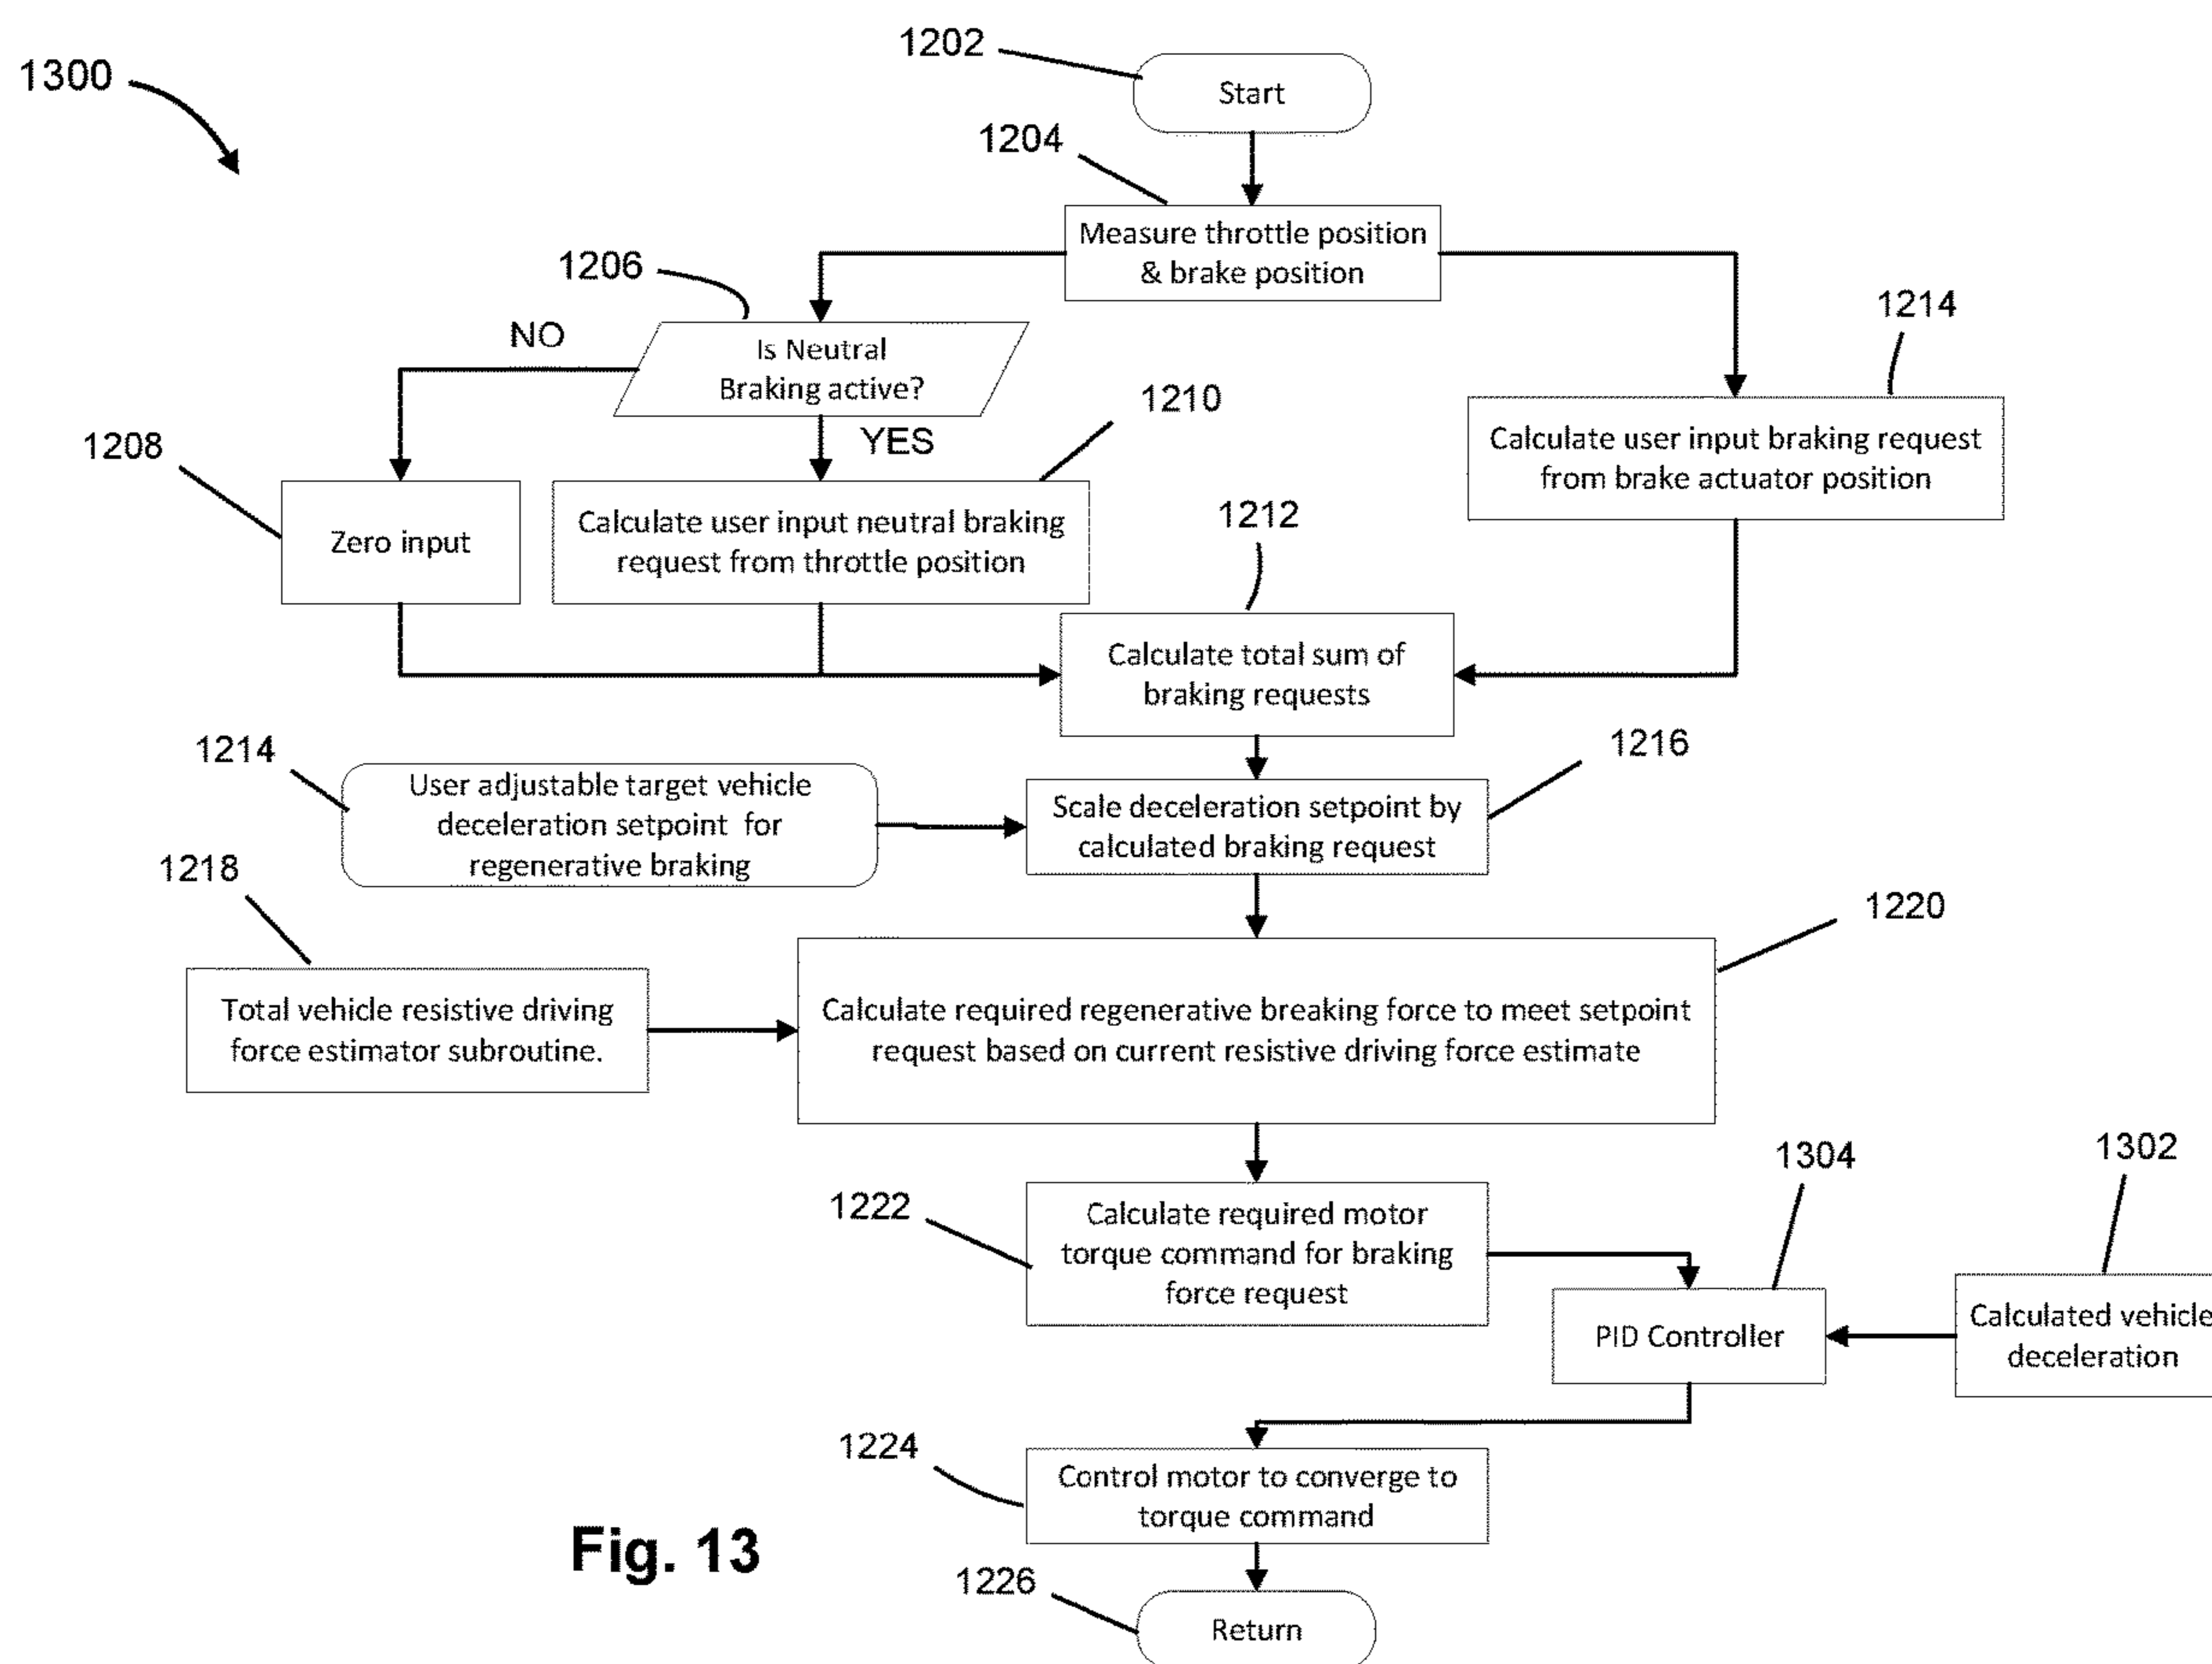 1300
1202
Start
1204
Measure throttle position
& brake position
1206
Is Neutral
Braking active?
NO
YES
1214
Calculate user input braking request
from brake actuator position
1208
Zero input
1210
Calculate user input neutral braking
request from throttle position
1212
Calculate total sum of
braking requests
1214
User adjustable target vehicle
deceleration setpoint for
regenerative braking
1216
Scale deceleration setpoint by
calculated braking request
1218
Total vehicle resistive driving
force estimator subroutine.
1220
Calculate required regenerative breaking force to meet setpoint
request based on current resistive driving force estimate
1222
Calculate required motor
torque command for braking
force request
1304
PID Controller
1302
Calculated vehicle
deceleration
1224
Control motor to converge to
torque command
1226
Return
Fig. 13